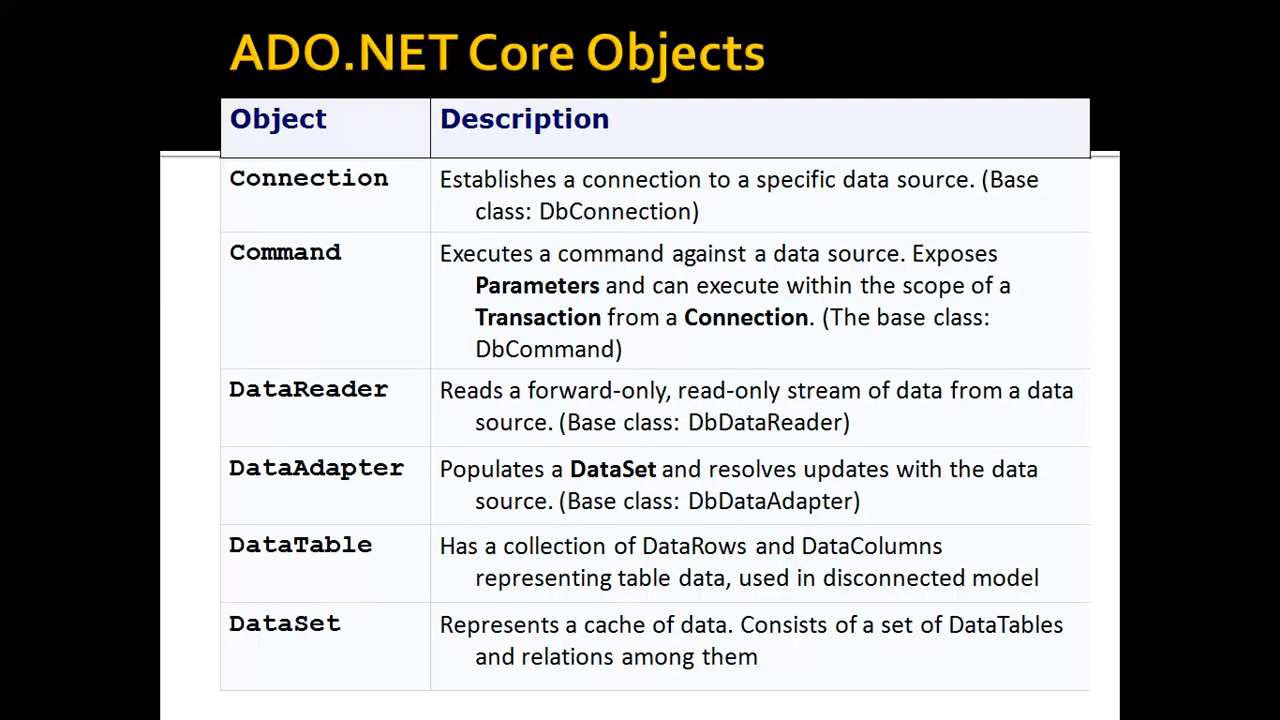 ADO.NET Core Objects
Object Description
Connection Establishes a connection to a specific data source. (Base
class: DbConnection)
Command Executes a command against a data source. Exposes
Parameters and can execute within the scope of a
Transaction from a Connection. (The base class:
DbCommand)
DataReader Reads a forward-only, read-only stream of data from a data
source. (Base class: DbDataReader)
DataAdapter Populates a DataSet and resolves updates with the data
source. (Base class: DbDataAdapter)
DataTable Has a collection of DataRows and DataColumns
representing table data, used in disconnected model
DataSet Represents a cache of data. Consists of a set of DataTables
and relations among them